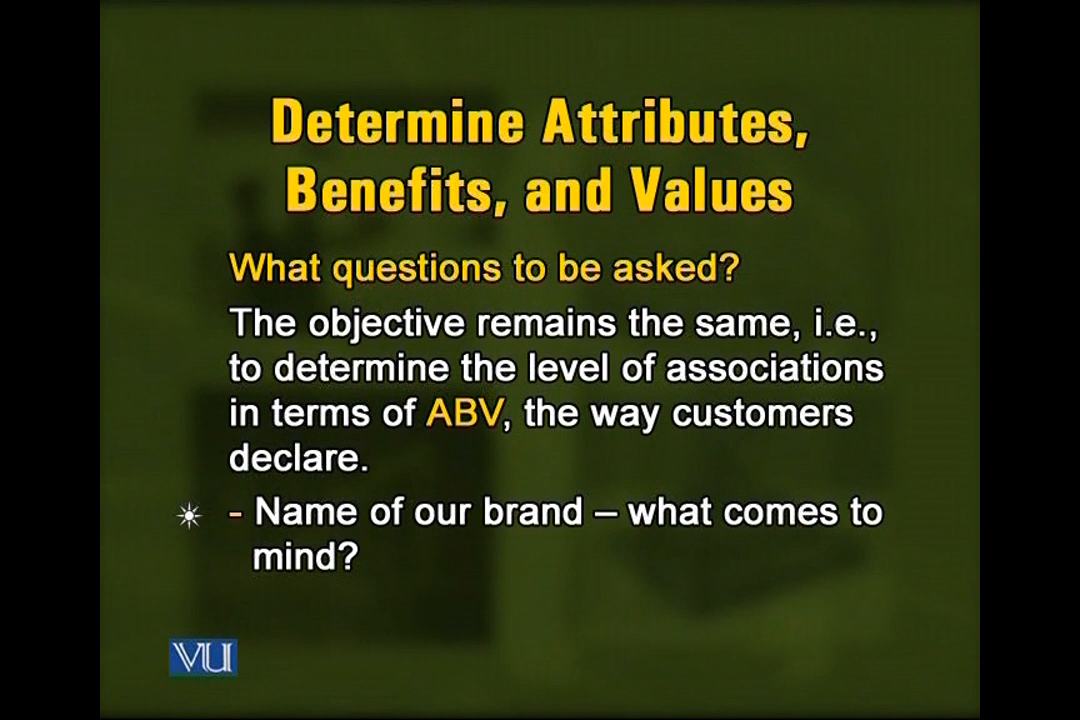 Determine Attributes,
Benefits, and Values
What questions to be asked?
The objective remains the same, i.e.,
to determine the level of associations
in terms of ABV, the way customers
declare.
- Name of our brand – what comes to
mind?
VU